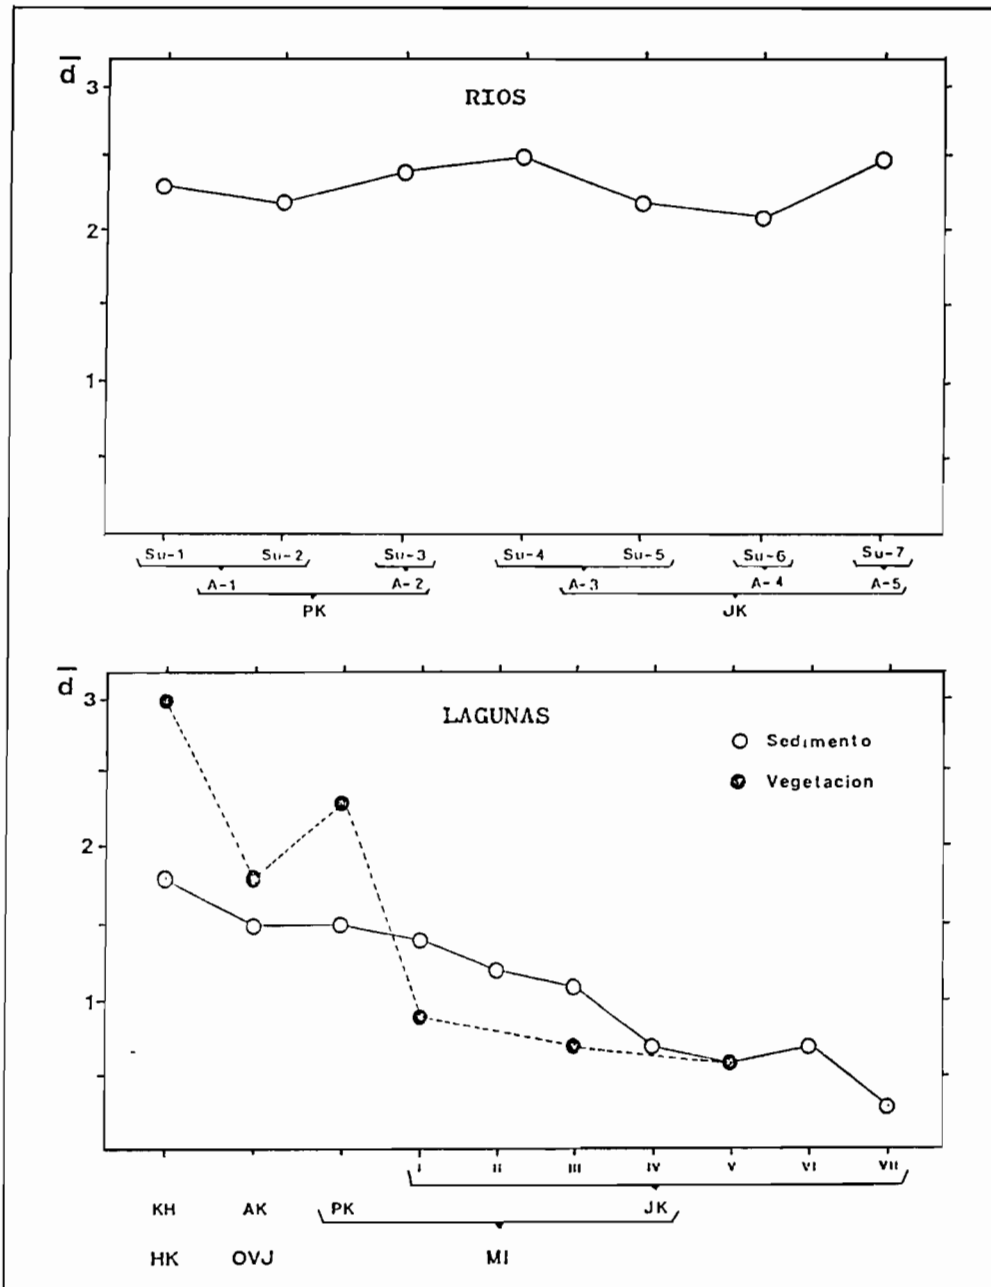 d̅
3
RIOS
2
1
Su-1 Su-2 Su-3 Su-4 Su-5 Su-6 Su-7
A-1 A-2 A-3 A-4 A-5
PK JK
d̅
3
LAGUNAS
Sedimento
Vegetacion
2
1
I II III IV V VI VII
KH AK PK JK
HK OVJ MI